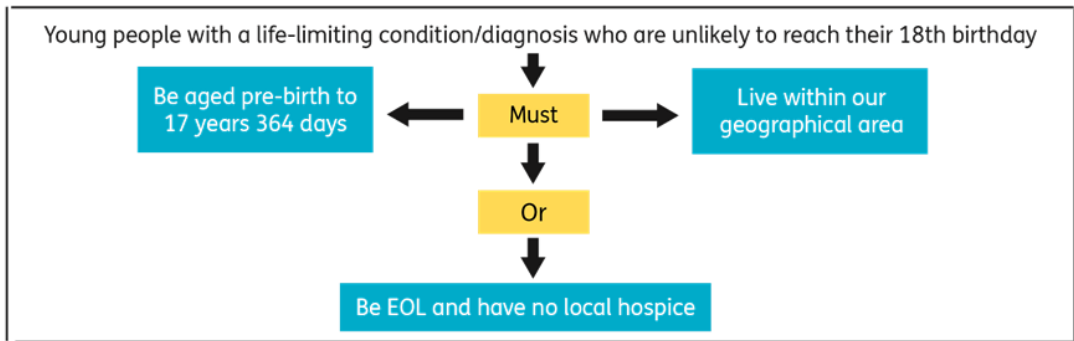 Young people with a life-limiting condition/diagnosis who are unlikely to reach their 18th birthday
Be aged pre-birth to
17 years 364 days
Must
Live within our
geographical area
Or
Be EOL and have no local hospice